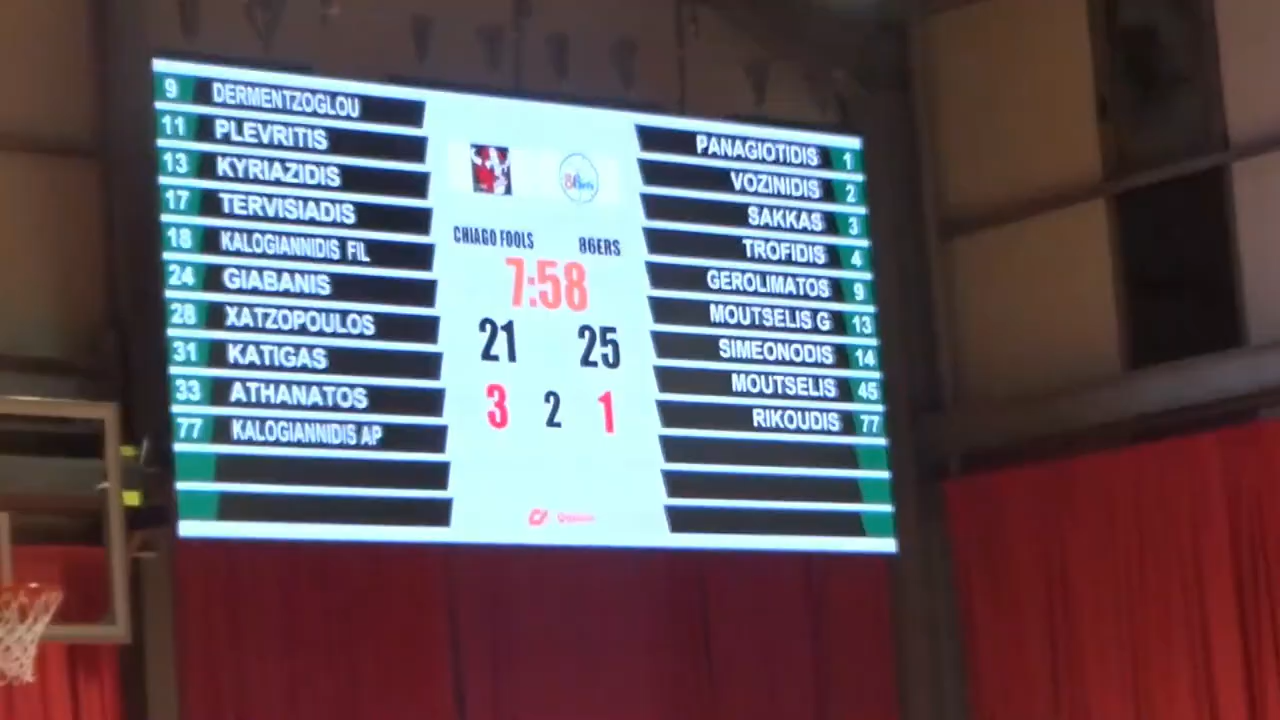 9 DERMENTZOGLOU
11 PLEVRITIS
13 KYRIAZIDIS
17 TERVISIADIS
18 KALOGIANNIDIS FIL
24 GIABANIS
28 XATZOPOULOS
31 KATIGAS
33 ATHANATOS
77 KALOGIANNIDIS AP
CHIAGO FOOLS 86ERS
7:58
21 25
3 2 1
PANAGIOTIDIS 1
VOZINIDIS 2
SAKKAS 3
TROFIDIS 4
GEROLIMATOS 9
MOUTSELIS G 13
SIMEONODIS 14
MOUTSELIS 45
RIKOUDIS 77